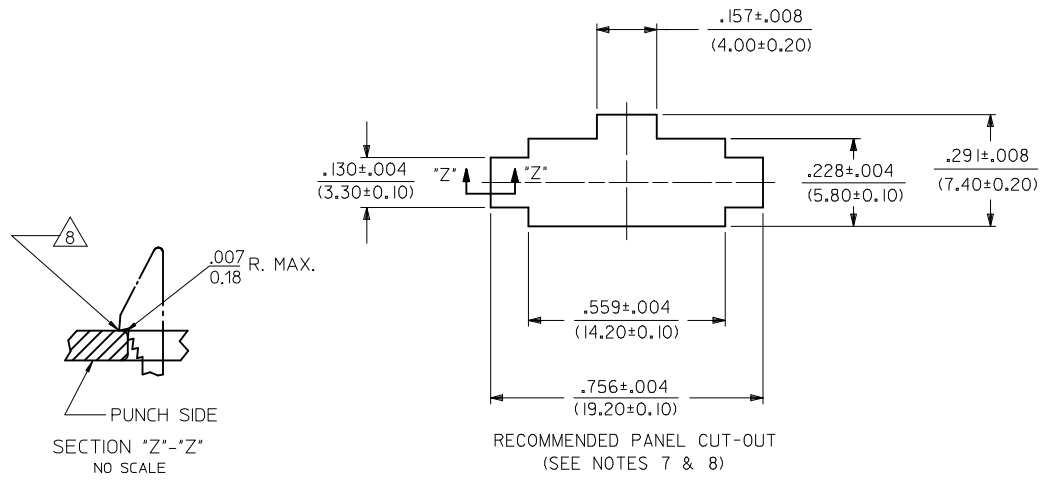 .157±.008
(4.00±0.20)
.130±.004
(3.30±0.10)
"Z"
"Z"
.228±.004
(5.80±0.10)
.291±.008
(7.40±0.20)
8
.007
0.18
R. MAX.
.559±.004
(14.20±0.10)
.756±.004
(19.20±0.10)
PUNCH SIDE
SECTION "Z"-"Z"
NO SCALE
RECOMMENDED PANEL CUT-OUT
(SEE NOTES 7 & 8)